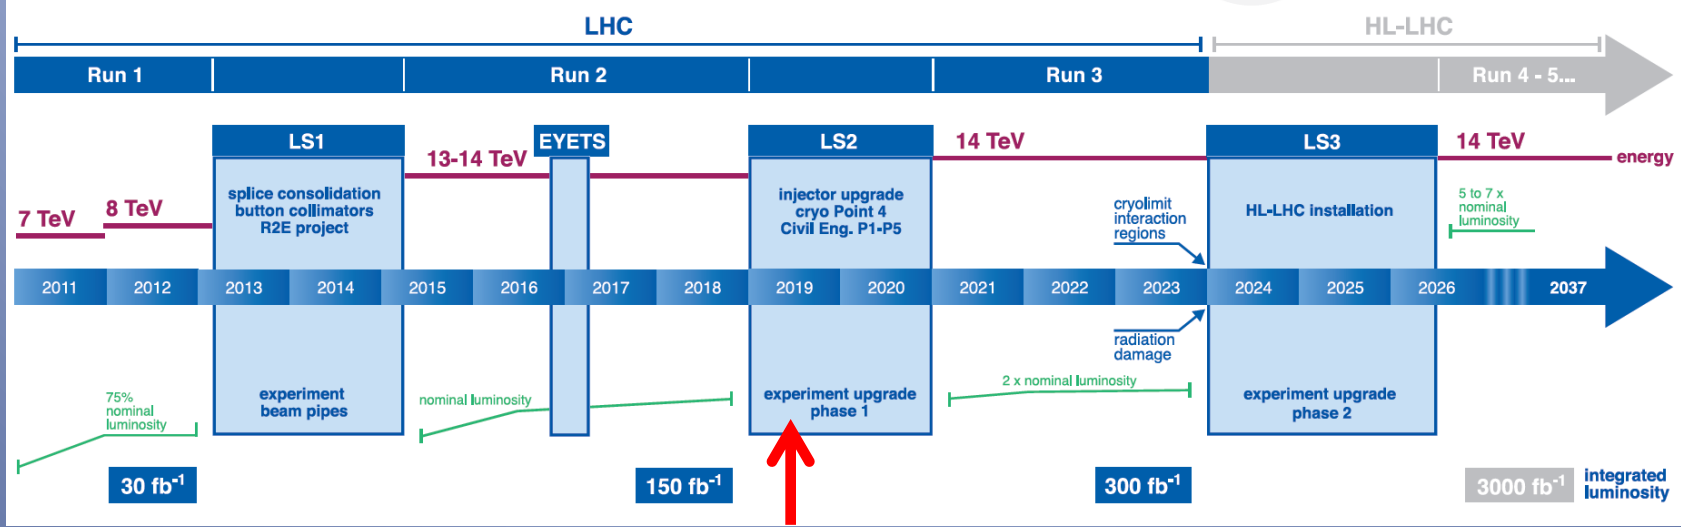 LHC
HL-LHC
Run 1
Run 2
Run 3
Run 4 - 5...
LS1
EYETS
LS2
LS3
7 TeV
8 TeV
13-14 TeV
14 TeV
14 TeV
energy
splice consolidation
button collimators
R2E project
injector upgrade
cryo Point 4
Civil Eng. P1-P5
cryolimit
interaction
regions
HL-LHC installation
5 to 7 x
nominal
luminosity
2011
2012
2013
2014
2015
2016
2017
2018
2019
2020
2021
2022
2023
2024
2025
2026
2037
radiation
damage
75%
nominal
luminosity
experiment
beam pipes
nominal luminosity
experiment upgrade
phase 1
2 x nominal luminosity
experiment upgrade
phase 2
30 fb⁻¹
150 fb⁻¹
300 fb⁻¹
3000 fb⁻¹
integrated
luminosity